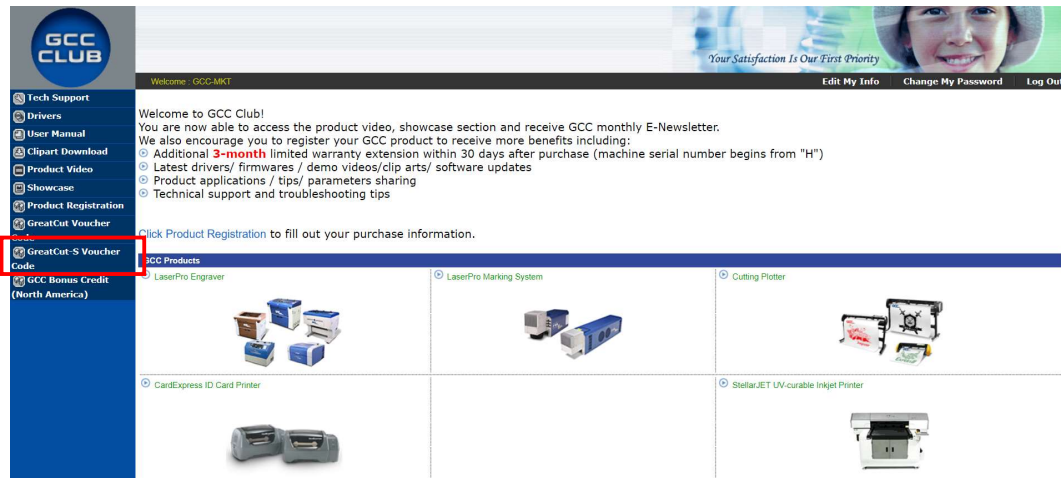 GCC
CLUB
Your Satisfaction Is Our First Priority
Welcome : GCC-MKT
Edit My Info
Change My Password
Log Out
Tech Support
Drivers
User Manual
Clipart Download
Product Video
Showcase
Product Registration
GreatCut Voucher
Code
GreatCut-S Voucher
Code
GCC Bonus Credit
(North America)
Welcome to GCC Club!
You are now able to access the product video, showcase section and receive GCC monthly E-Newsletter.
We also encourage you to register your GCC product to receive more benefits including:
Additional 3-month limited warranty extension within 30 days after purchase (machine serial number begins from "H")
Latest drivers/ firmwares / demo videos/clip arts/ software updates
Product applications / tips/ parameters sharing
Technical support and troubleshooting tips
Click Product Registration to fill out your purchase information.
GCC Products
LaserPro Engraver
LaserPro Marking System
Cutting Plotter
CardExpress ID Card Printer
StellarJET UV-curable Inkjet Printer